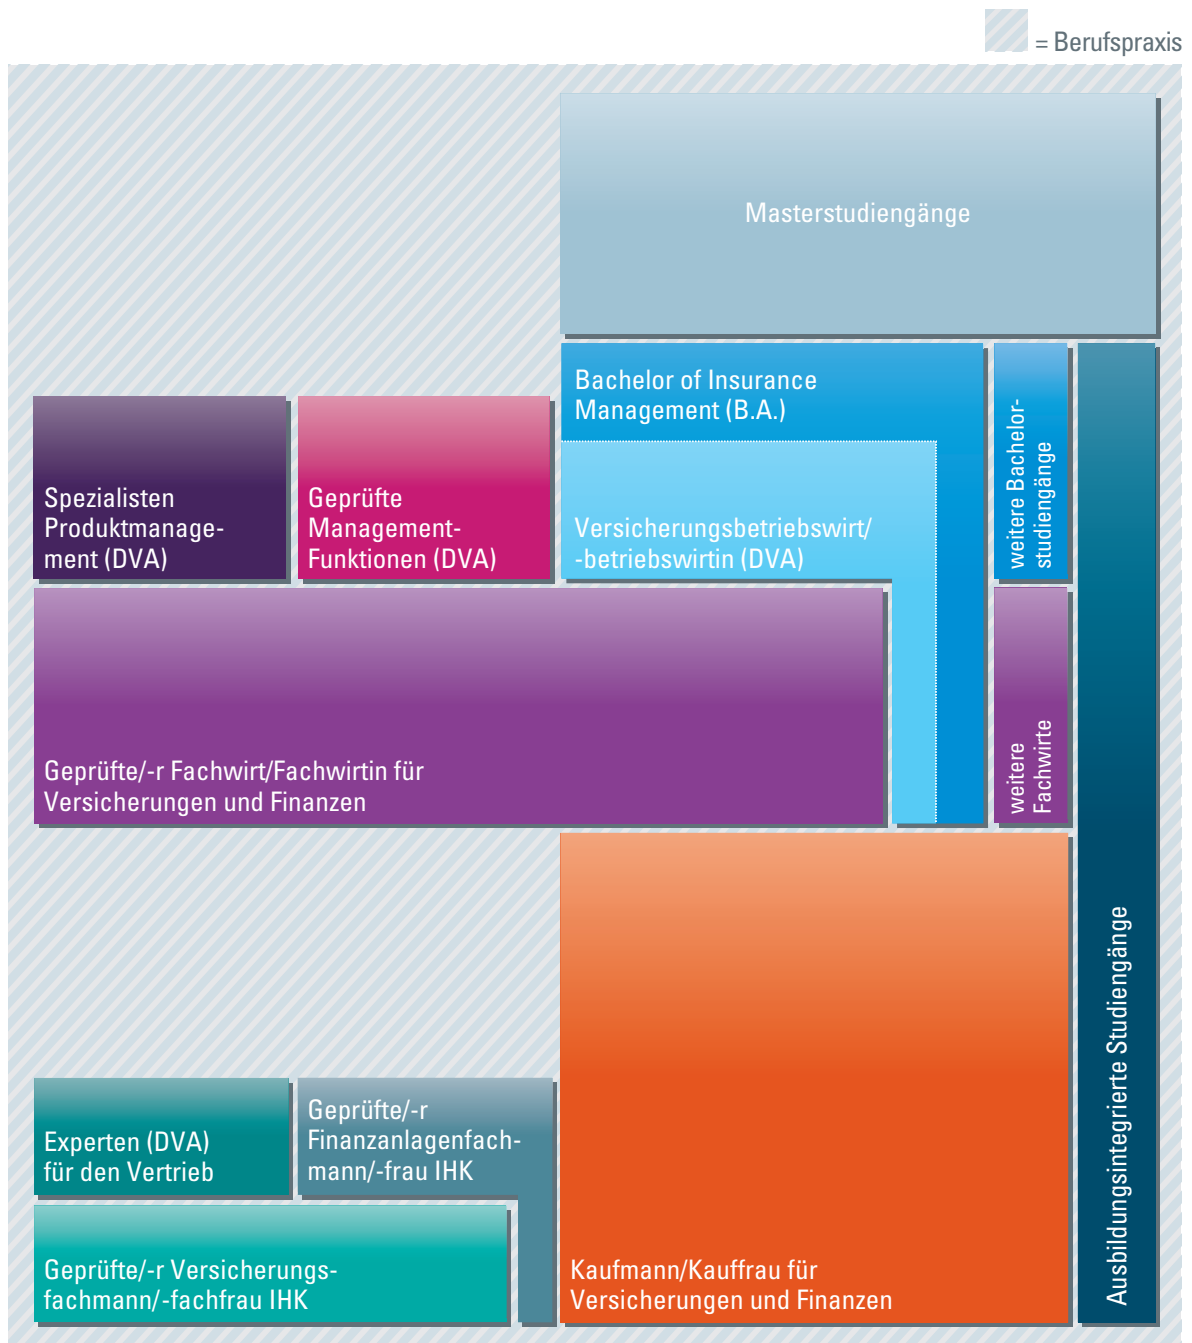 = Berufspraxis
Masterstudiengänge
Bachelor of Insurance
Management (B.A.)
weitere Bachelor-
studiengänge
Spezialisten
Produktmanage-
ment (DVA)
Geprüfte
Management-
Funktionen (DVA)
Versicherungsbetriebswirt/
-betriebswirtin (DVA)
Geprüfte/-r Fachwirt/Fachwirtin für
Versicherungen und Finanzen
weitere
Fachwirte
Ausbildungsintegrierte Studiengänge
Experten (DVA)
für den Vertrieb
Geprüfte/-r
Finanzanlagenfach-
mann/-frau IHK
Geprüfte/-r Versicherungs-
fachmann/-fachfrau IHK
Kaufmann/Kauffrau für
Versicherungen und Finanzen